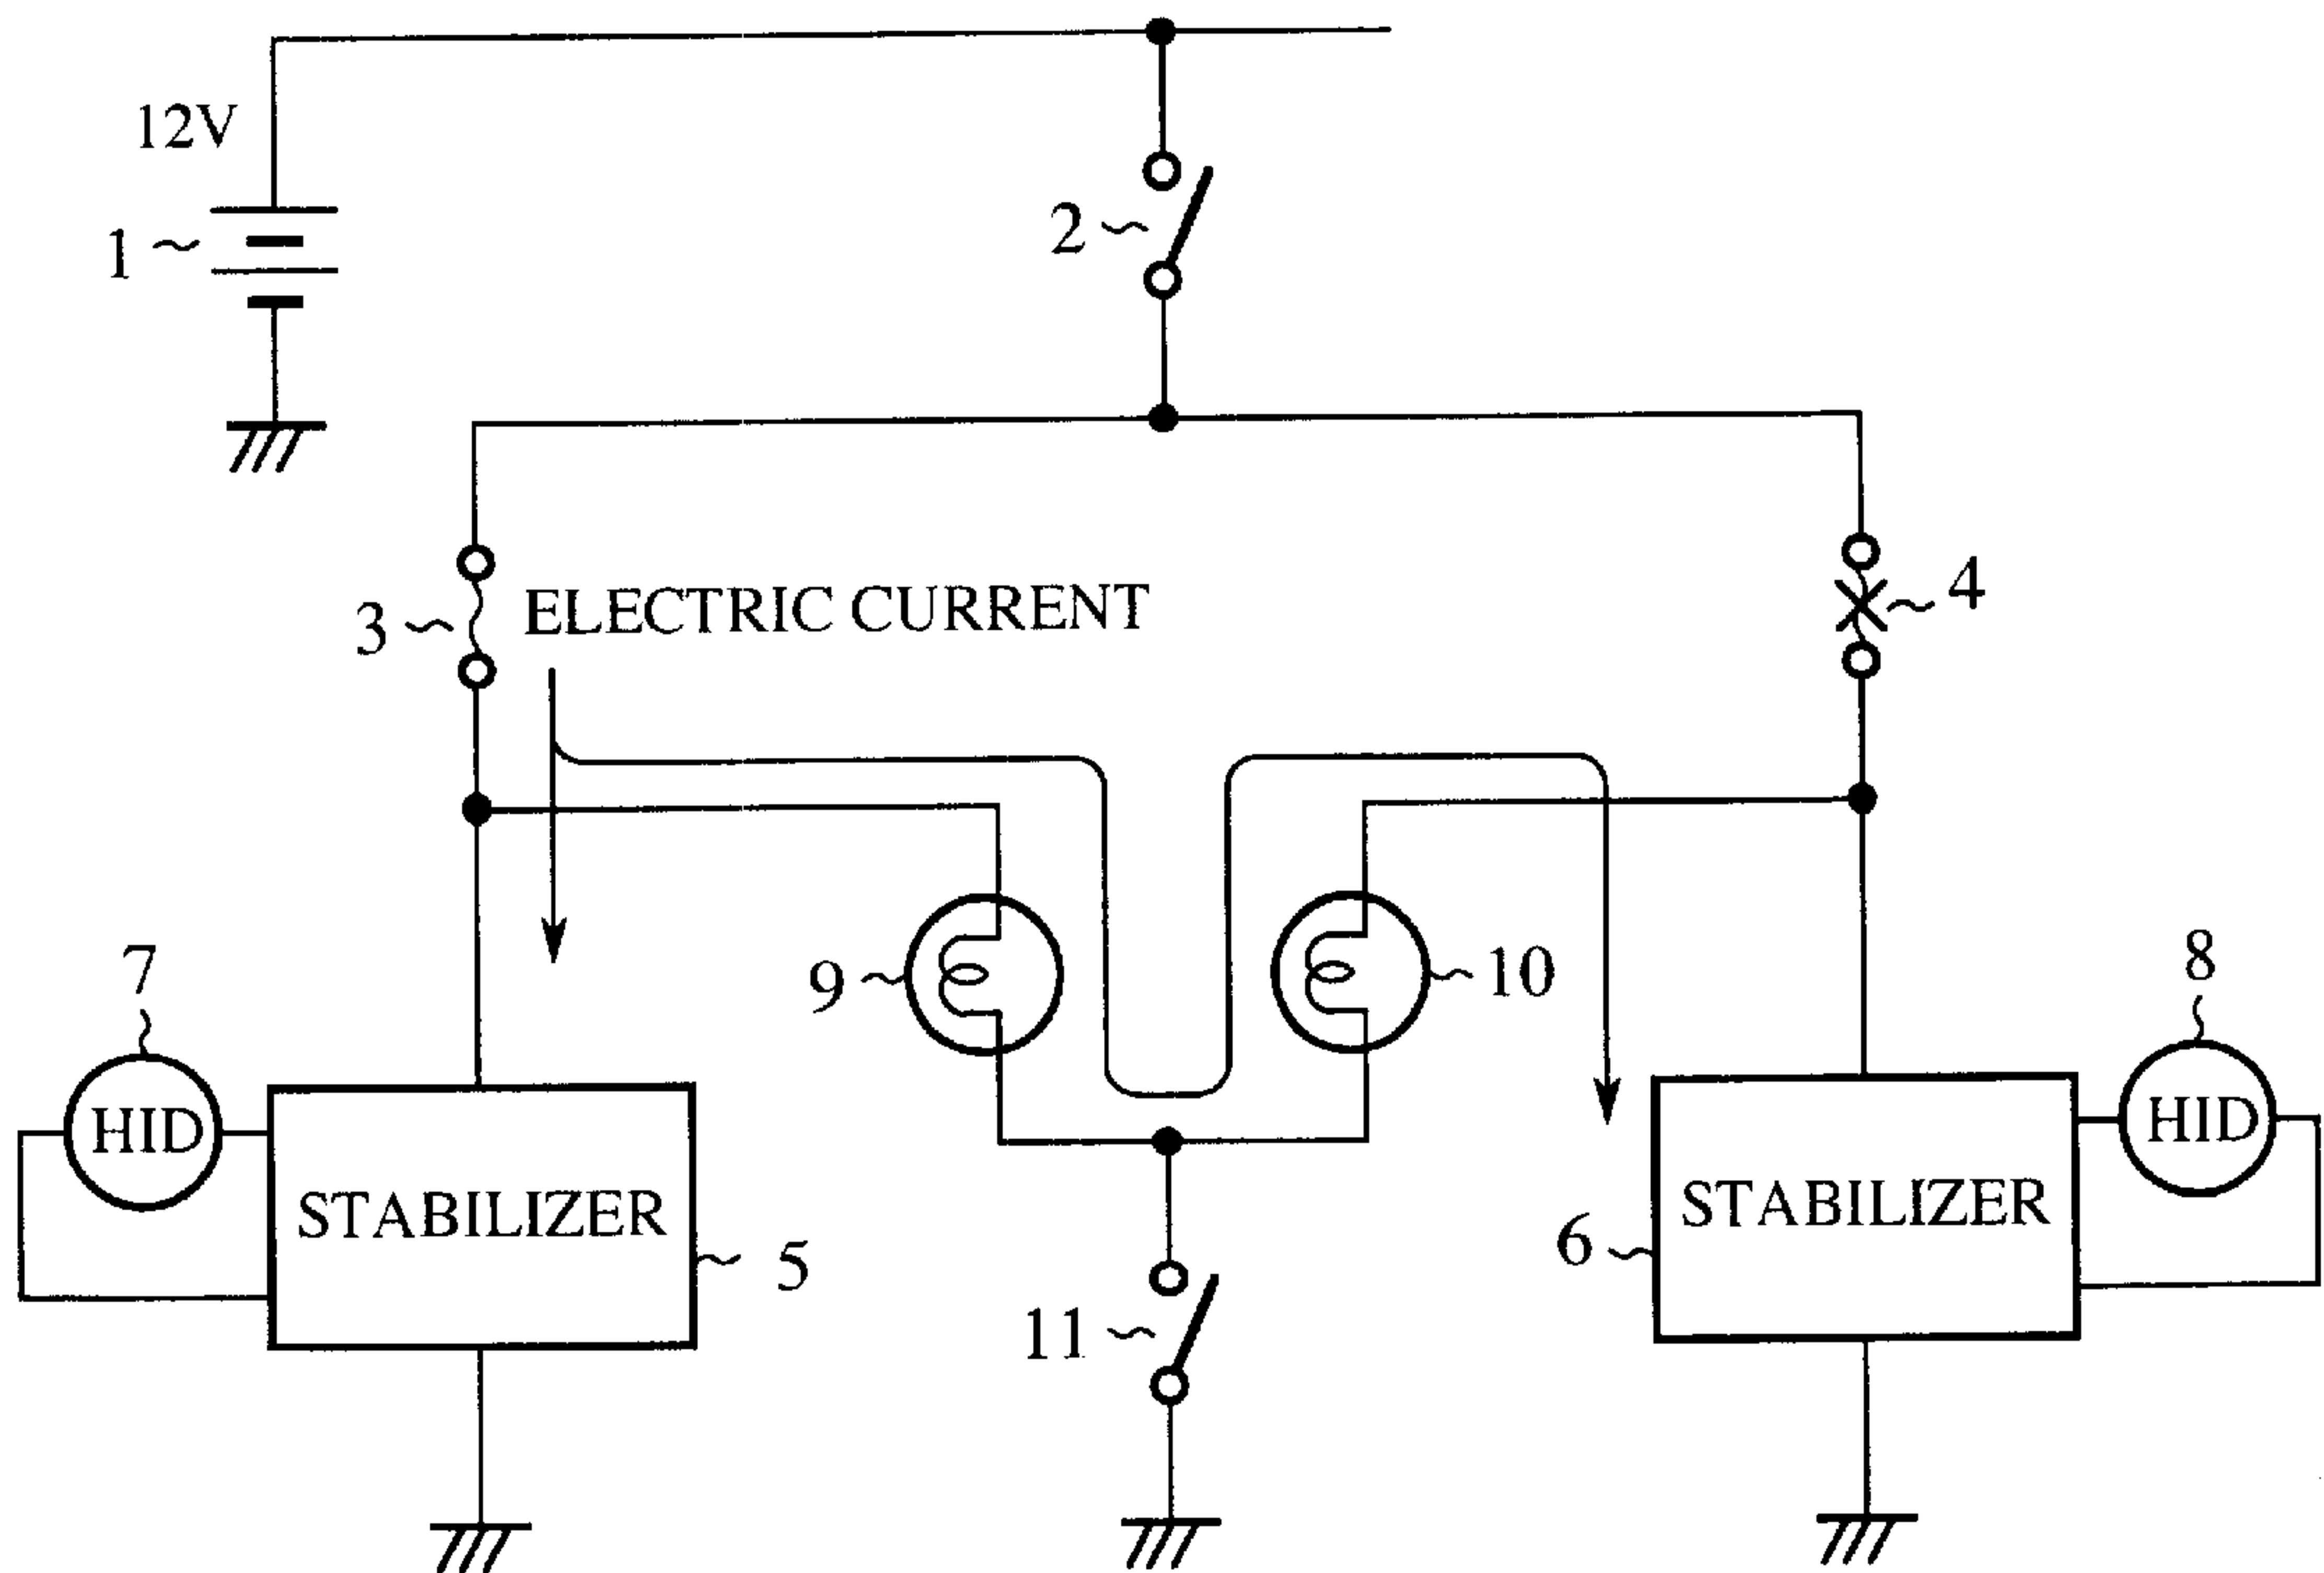 12V
1
2
3
ELECTRIC CURRENT
4
7
9
10
8
HID
STABILIZER
5
11
6
STABILIZER
HID